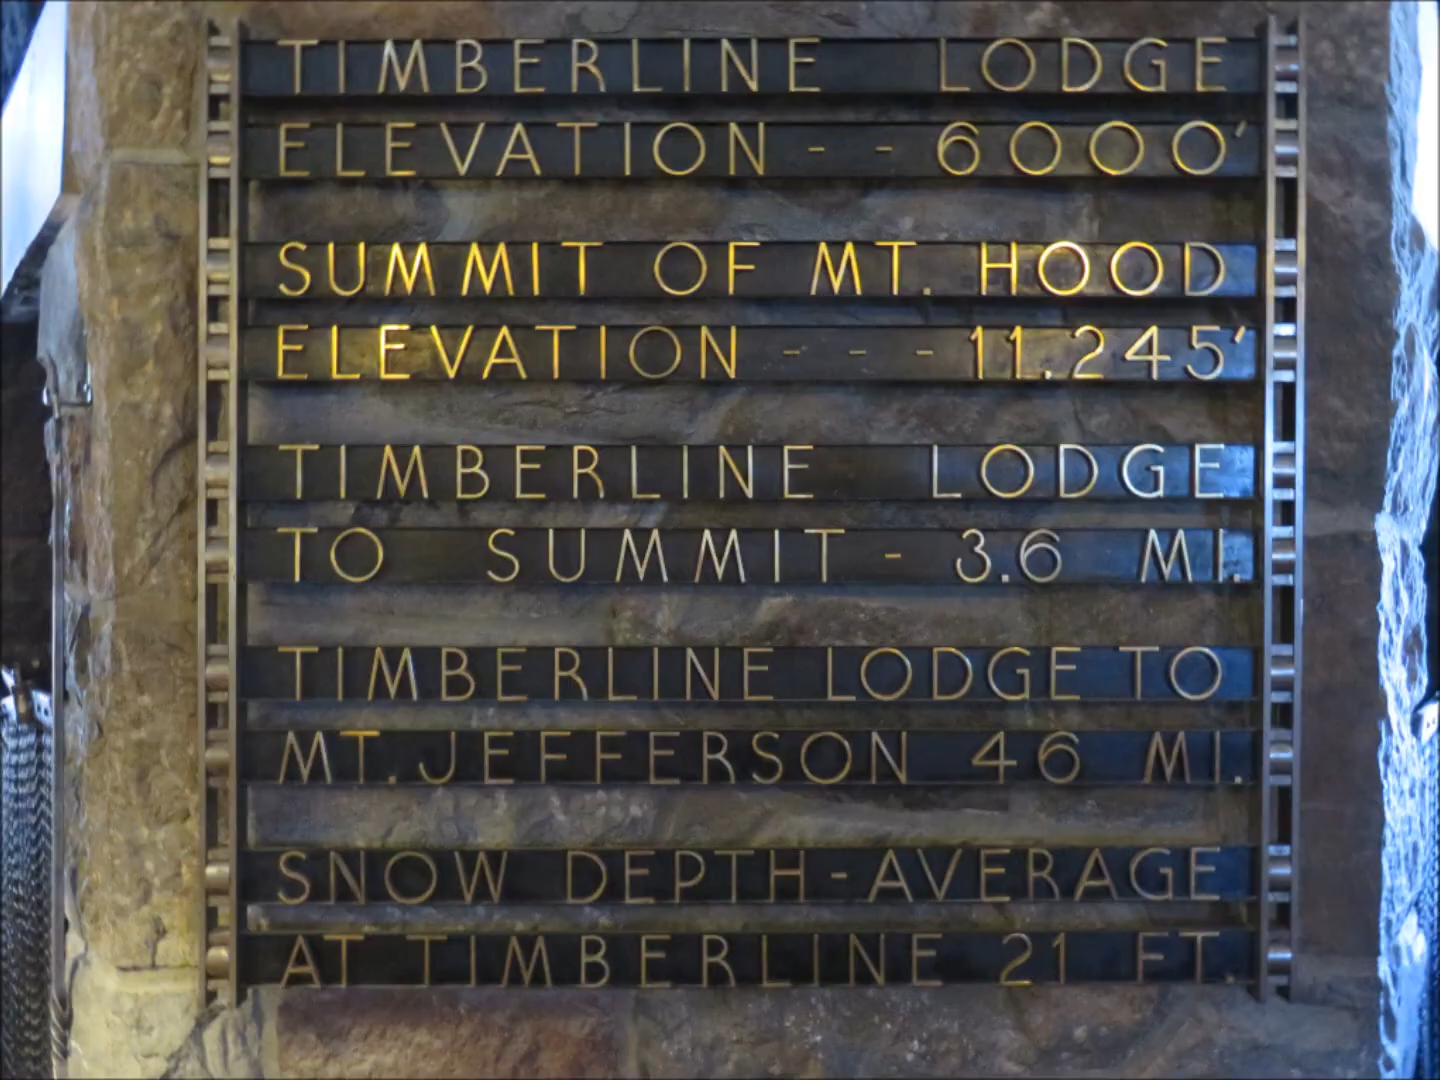 TIMBERLINE LODGE
ELEVATION -- 6000'
SUMMIT OF MT. HOOD
ELEVATION --- 11.245'
TIMBERLINE LODGE
TO SUMMIT - 3.6 MI.
TIMBERLINE LODGE TO
MT. JEFFERSON 46 MI.
SNOW DEPTH-AVERAGE
AT TIMBERLINE 21 FT.